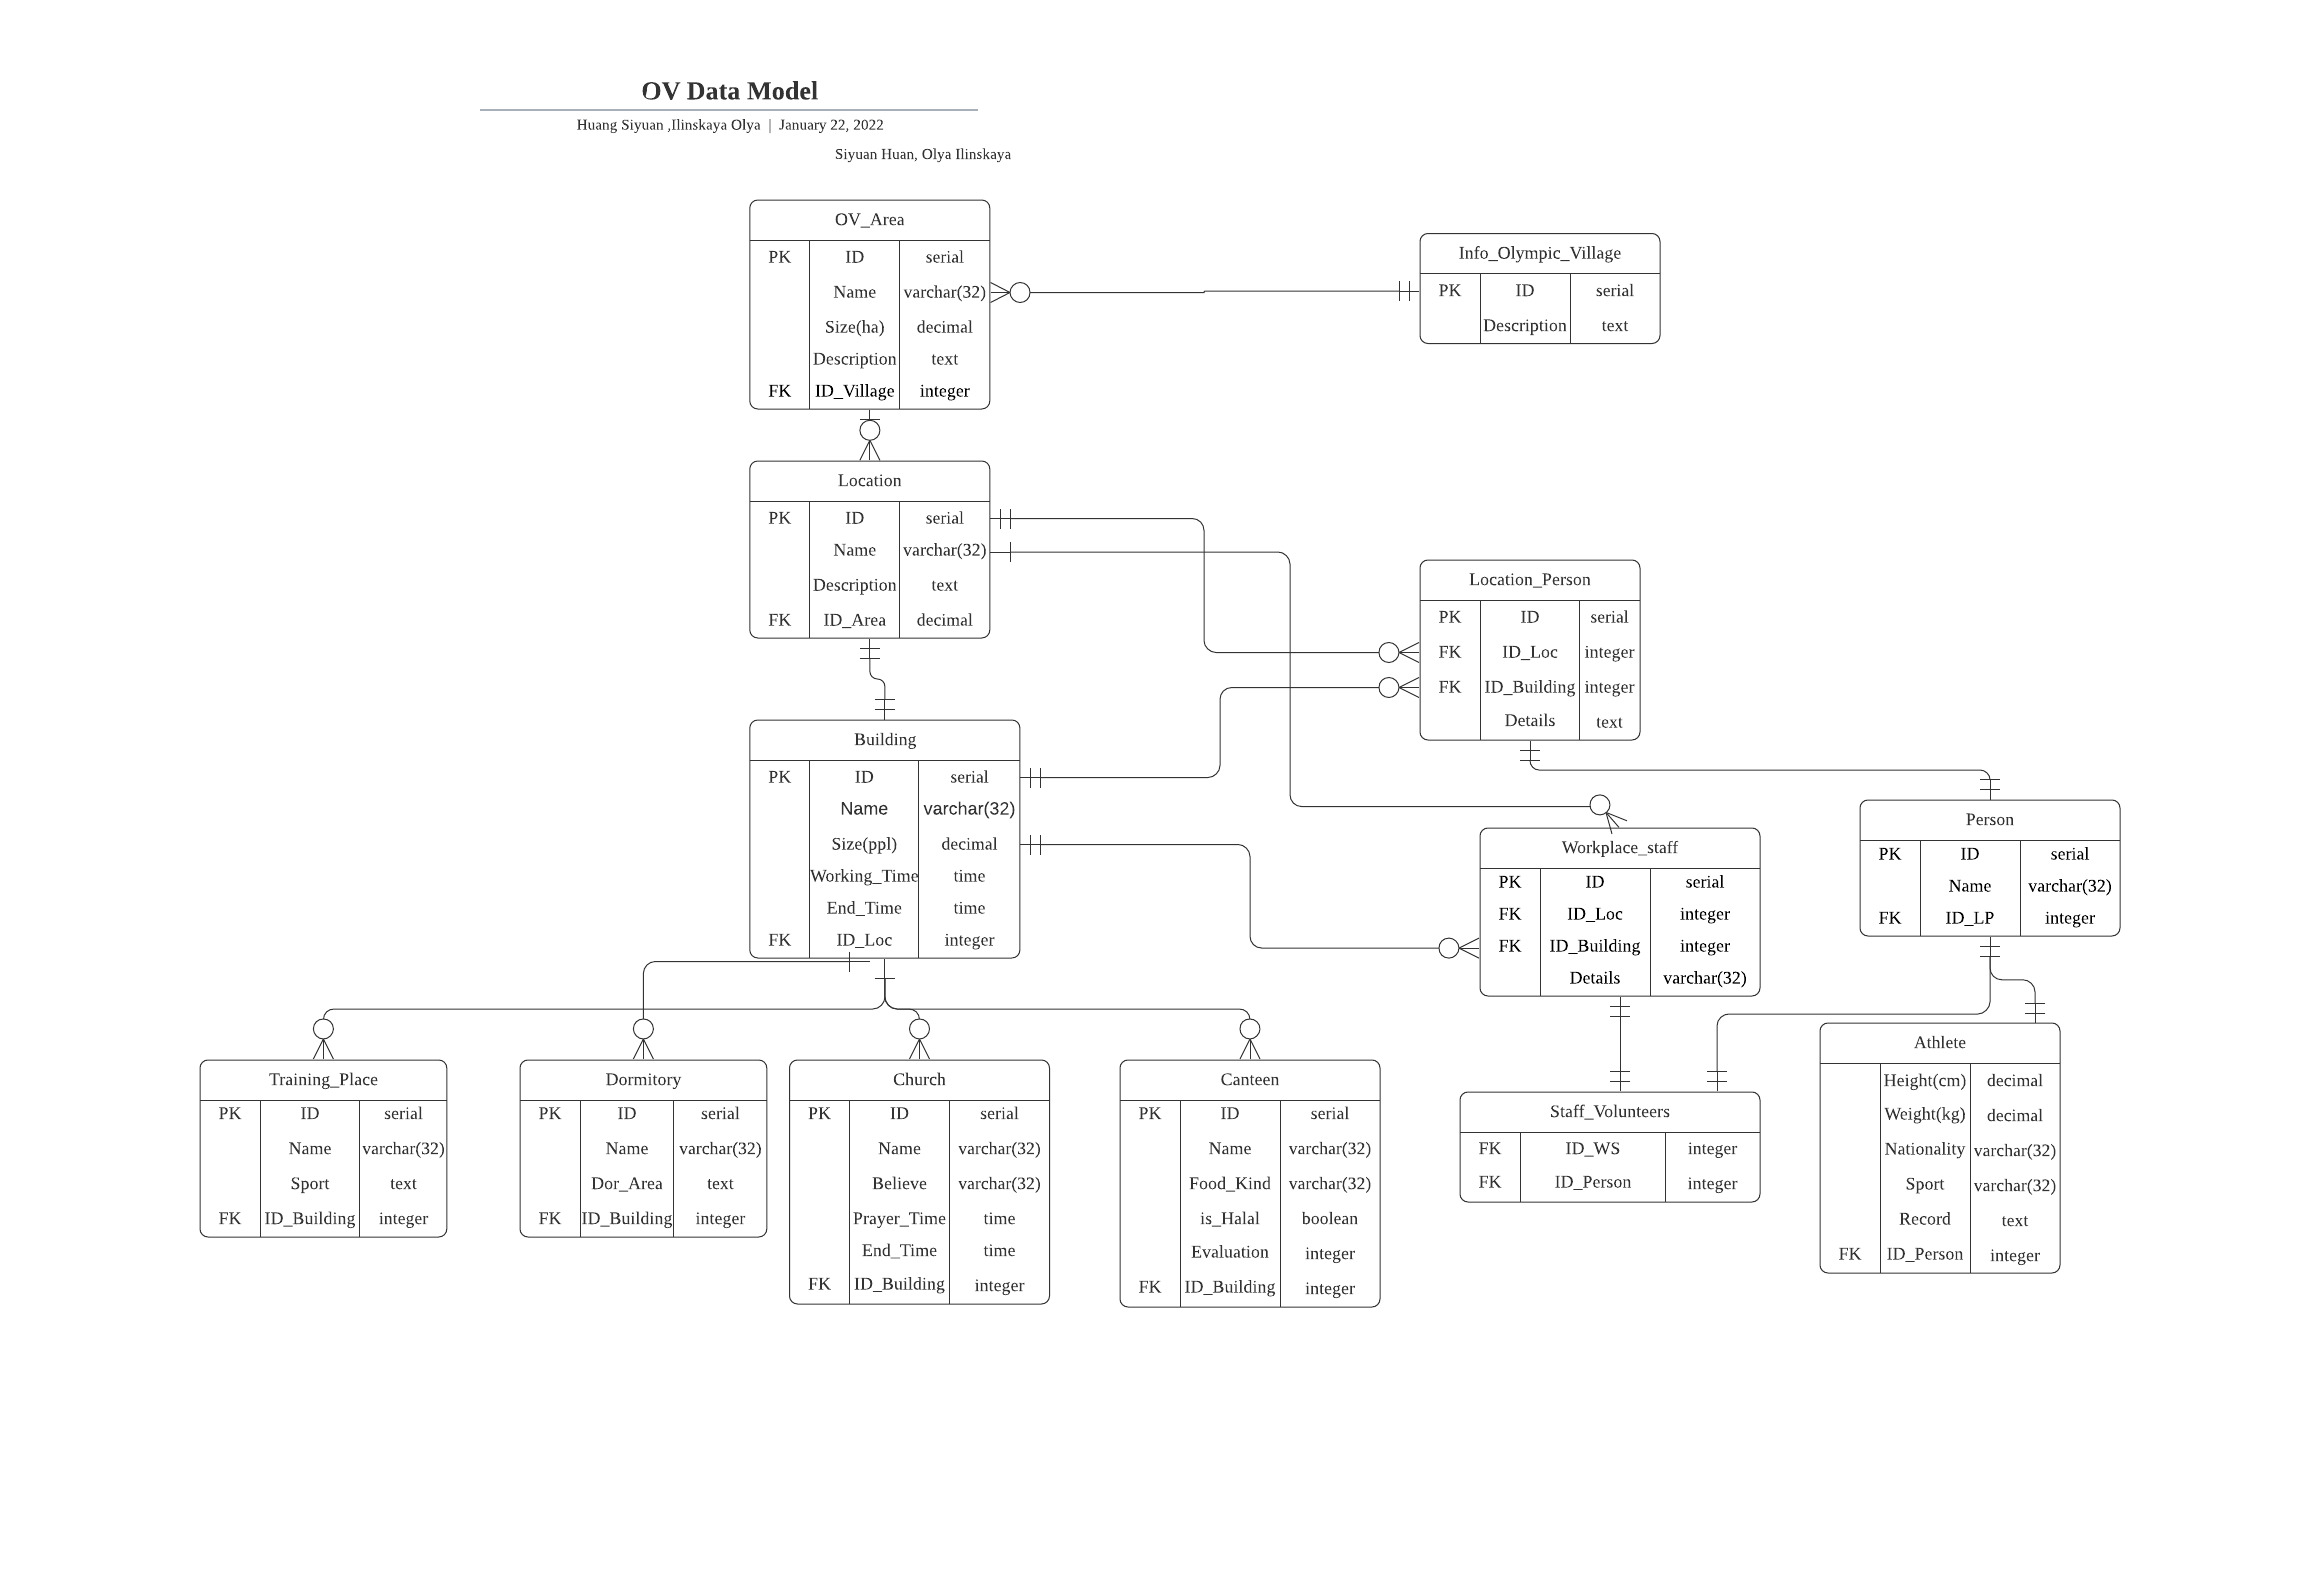 OV Data Model
Huang Siyuan ,Ilinskaya Olya | January 22, 2022
Siyuan Huan, Olya Ilinskaya
OV_Area
PK ID serial
Name varchar(32)
Size(ha) decimal
Description text
FK ID_Village integer
Info_Olympic_Village
PK ID serial
Description text
Location
PK ID serial
Name varchar(32)
Description text
FK ID_Area decimal
Location_Person
PK ID serial
FK ID_Loc integer
FK ID_Building integer
Details text
Building
PK ID serial
Name varchar(32)
Size(ppl) decimal
Working_Time time
End_Time time
FK ID_Loc integer
Workplace_staff
PK ID serial
FK ID_Loc integer
FK ID_Building integer
Details varchar(32)
Person
PK ID serial
Name varchar(32)
FK ID_LP integer
Training_Place
PK ID serial
Name varchar(32)
Sport text
FK ID_Building integer
Dormitory
PK ID serial
Name varchar(32)
Dor_Area text
FK ID_Building integer
Church
PK ID serial
Name varchar(32)
Believe varchar(32)
Prayer_Time time
End_Time time
FK ID_Building integer
Canteen
PK ID serial
Name varchar(32)
Food_Kind varchar(32)
is_Halal boolean
Evaluation integer
FK ID_Building integer
Staff_Volunteers
FK ID_WS integer
FK ID_Person integer
Athlete
Height(cm) decimal
Weight(kg) decimal
Nationality varchar(32)
Sport varchar(32)
Record text
FK ID_Person integer